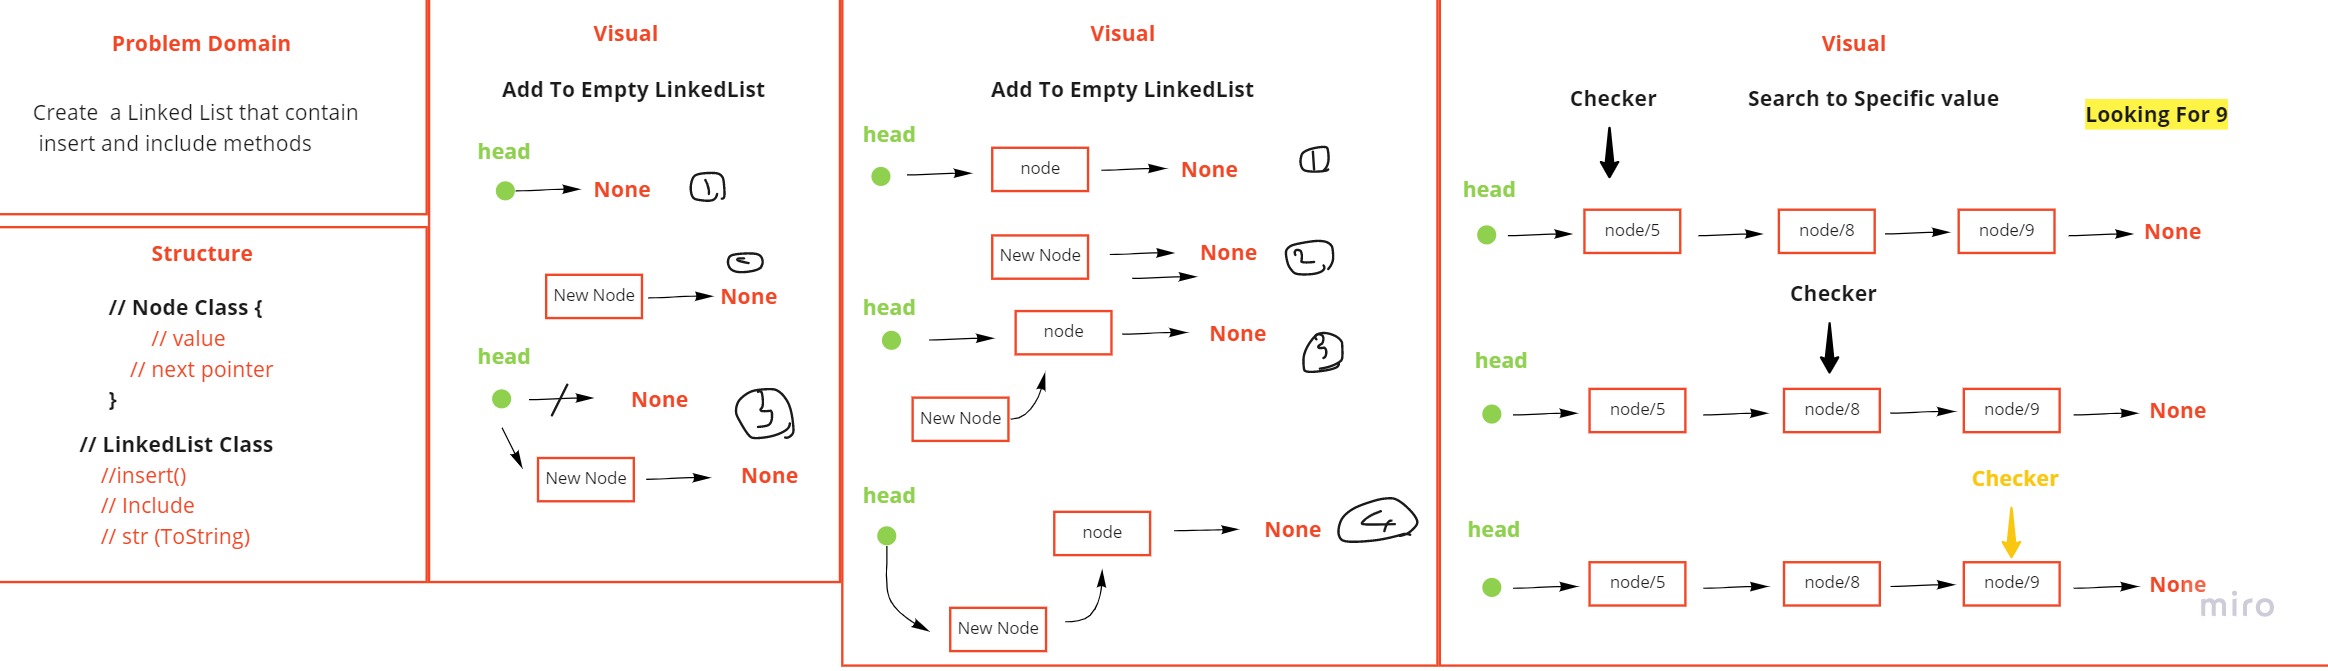 Problem Domain
Create a Linked List that contain
insert and include methods
Structure
// Node Class {
// value
// next pointer
}
// LinkedList Class
//insert()
// Include
// str (ToString)
Visual
Add To Empty LinkedList
head
None
1
New Node
None
head
None
3
New Node
None
Visual
Add To Empty LinkedList
head
node
None
1
New Node
None
2
head
node
None
3
New Node
head
node
None
4
New Node
Visual
Checker
Search to Specific value
Looking For 9
head
node/5
node/8
node/9
None
Checker
head
node/5
node/8
node/9
None
Checker
head
node/5
node/8
node/9
None
miro